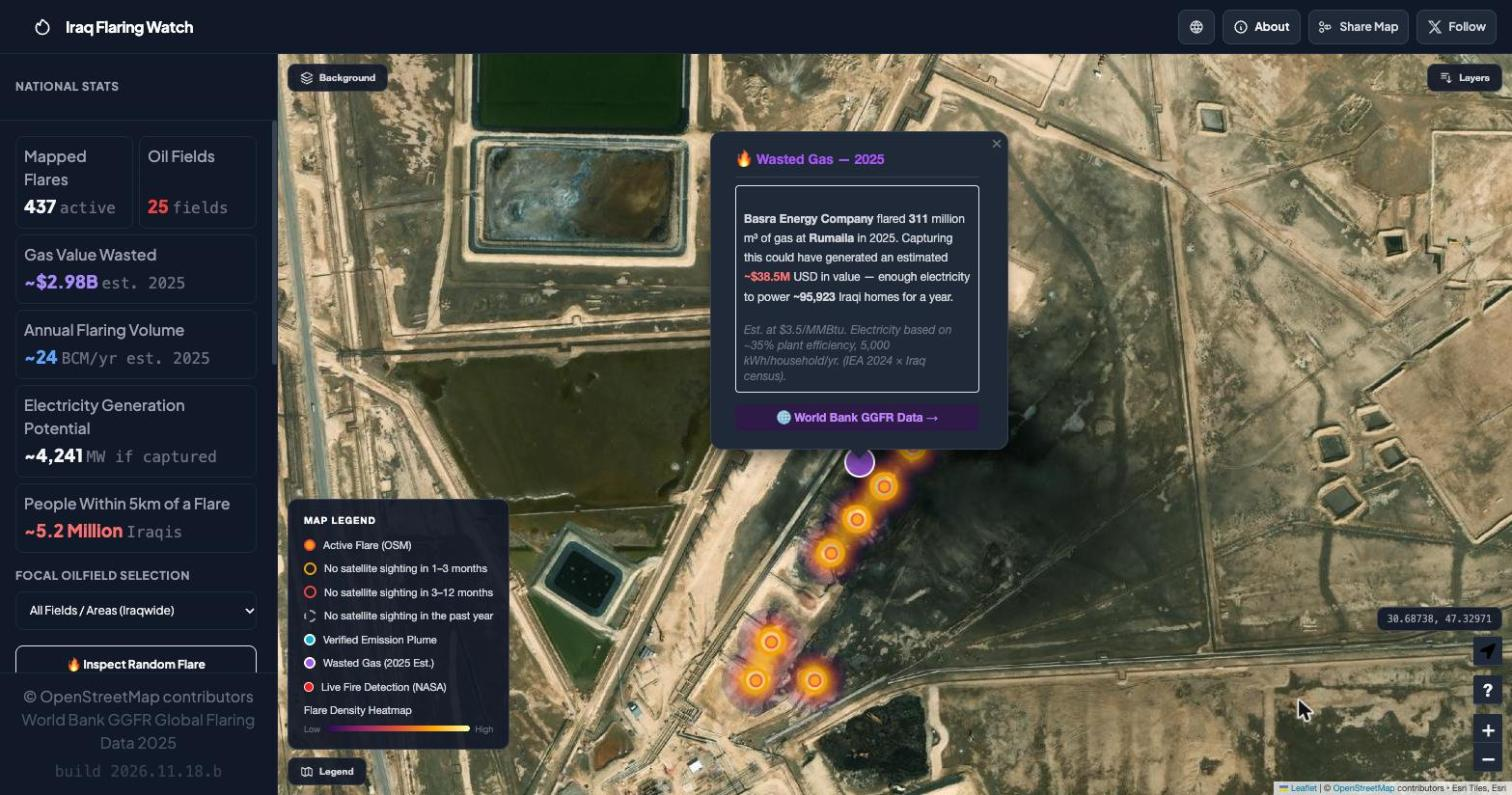 Iraq Flaring Watch
About
Share Map
Follow
NATIONAL STATS
Mapped
Flares
437 active
Oil Fields
25 fields
Gas Value Wasted
~$2.98B est. 2025
Annual Flaring Volume
~24 BCM/yr est. 2025
Electricity Generation
Potential
~4,241 MW if captured
People Within 5km of a Flare
~5.2 Million Iraqis
FOCAL OILFIELD SELECTION
All Fields / Areas (Iraqwide)
🔥 Inspect Random Flare
© OpenStreetMap contributors
World Bank GGFR Global Flaring
Data 2025
build 2026.11.18.b
Background
Layers
🔥 Wasted Gas — 2025
Basra Energy Company flared 311 million
m³ of gas at Rumaila in 2025. Capturing
this could have generated an estimated
~$38.5M USD in value — enough electricity
to power ~95,923 Iraqi homes for a year.
Est. at $3.5/MMBtu. Electricity based on
~35% plant efficiency, 5,000
kWh/household/yr. (IEA 2024 × Iraq
census).
🌐 World Bank GGFR Data →
MAP LEGEND
Active Flare (OSM)
No satellite sighting in 1–3 months
No satellite sighting in 3–12 months
No satellite sighting in the past year
Verified Emission Plume
Wasted Gas (2025 Est.)
Live Fire Detection (NASA)
Flare Density Heatmap
Low
High
Legend
30.68738, 47.32971
?
+
−
Leaflet | © OpenStreetMap contributors • Esri Tiles, Esri